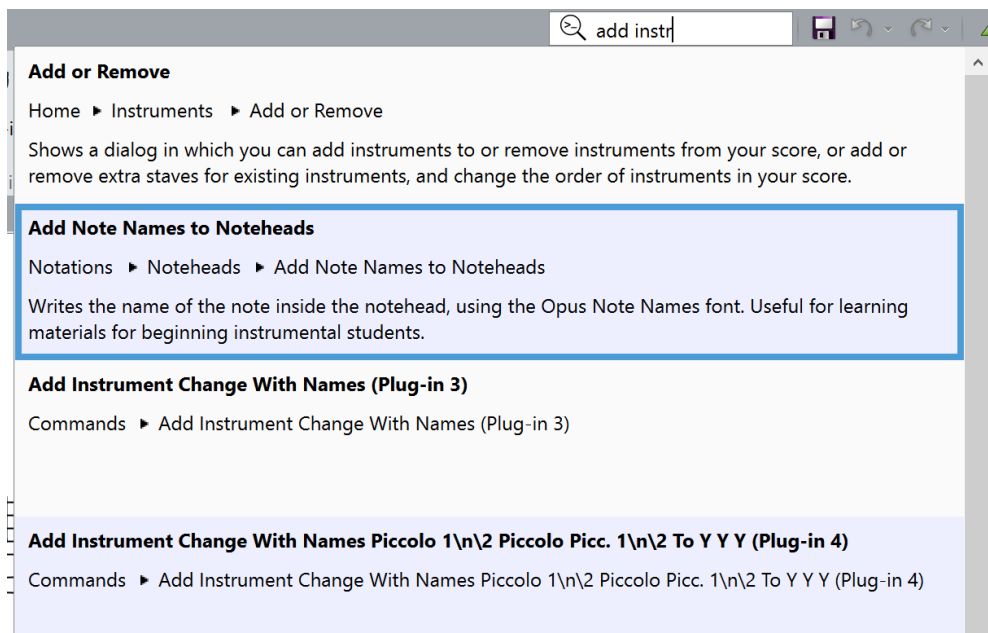 add instr
Add or Remove
Home ▸ Instruments ▸ Add or Remove
Shows a dialog in which you can add instruments to or remove instruments from your score, or add or
remove extra staves for existing instruments, and change the order of instruments in your score.
Add Note Names to Noteheads
Notations ▸ Noteheads ▸ Add Note Names to Noteheads
Writes the name of the note inside the notehead, using the Opus Note Names font. Useful for learning
materials for beginning instrumental students.
Add Instrument Change With Names (Plug-in 3)
Commands ▸ Add Instrument Change With Names (Plug-in 3)
Add Instrument Change With Names Piccolo 1\n\2 Piccolo Picc. 1\n\2 To Y Y Y (Plug-in 4)
Commands ▸ Add Instrument Change With Names Piccolo 1\n\2 Piccolo Picc. 1\n\2 To Y Y Y (Plug-in 4)